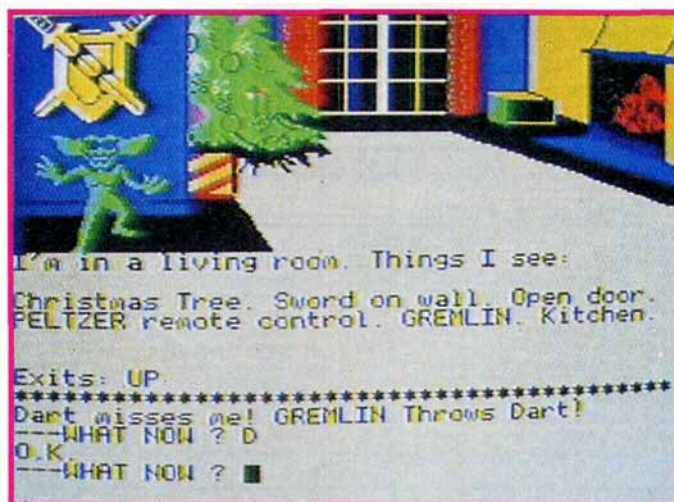 I'm in a living room. Things I see:
Christmas Tree. Sword on wall. Open door.
PELTZER remote control. GREMLIN. Kitchen.
Exits: UP
*************************************************
Dart misses me! GREMLIN Throws Dart!
---WHAT NOW ? D
O.K.
---WHAT NOW ?